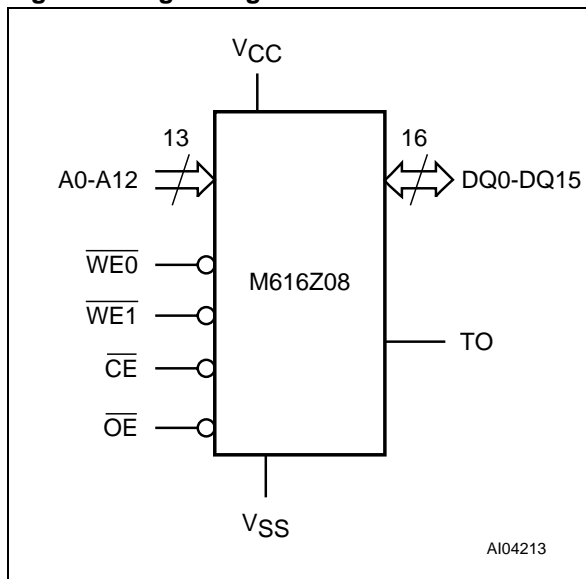 VCC
13
16
A0-A12
DQ0-DQ15
WE0
M616Z08
WE1
TO
CE
OE
VSS
AI04213